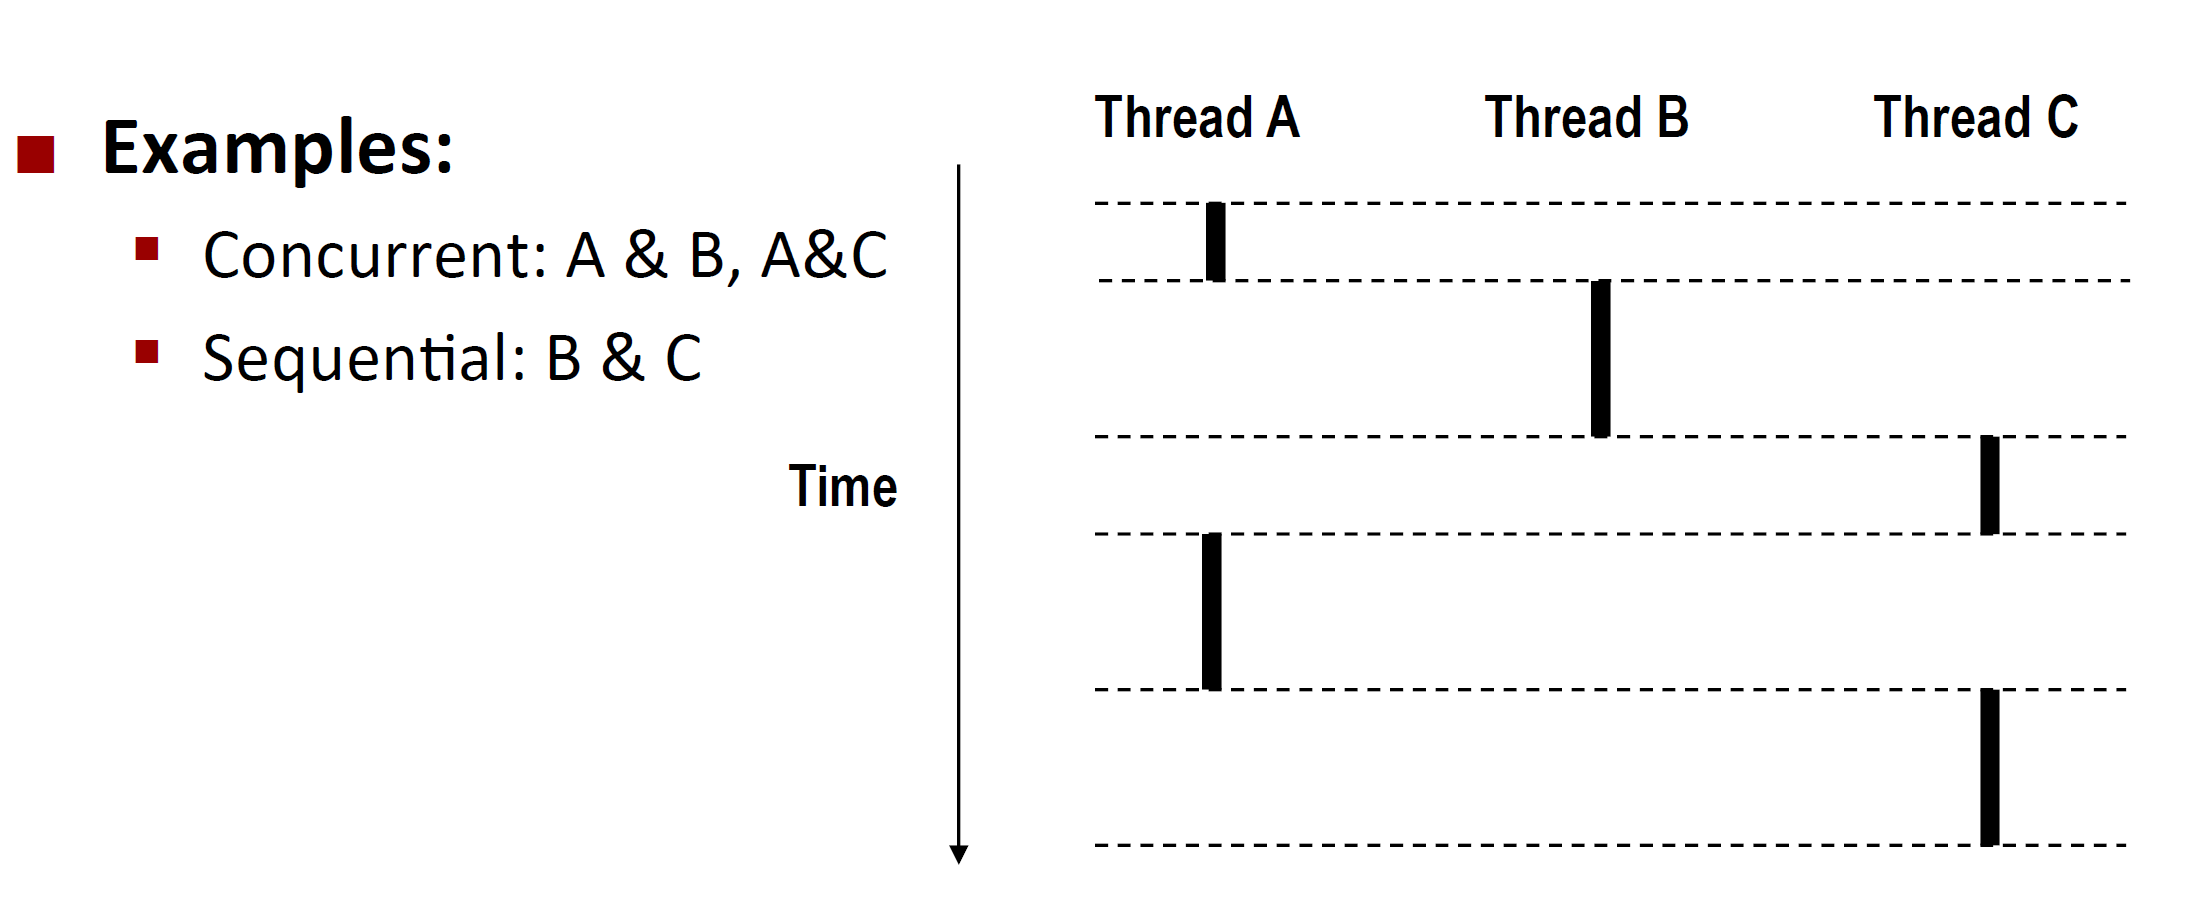 Examples:
Concurrent: A & B, A&C
Sequential: B & C
Time
Thread A
Thread B
Thread C